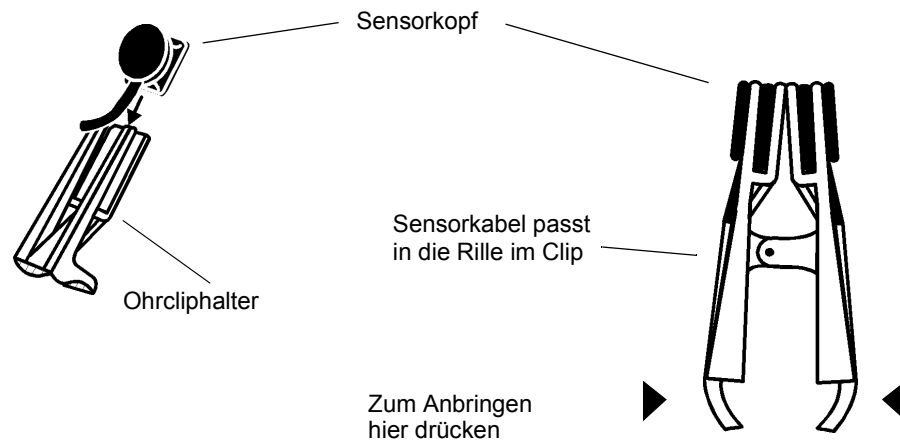 Sensorkopf
Sensorkabel passt
in die Rille im Clip
Ohrcliphalter
Zum Anbringen
hier drücken